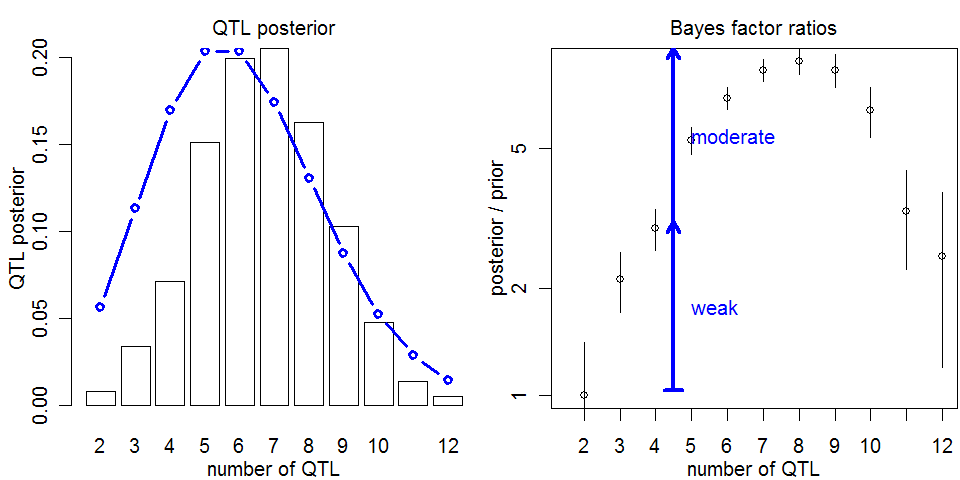 QTL posterior
QTL posterior
0.20
0.15
0.10
0.05
0.00
2 3 4 5 6 7 8 9 10 12
number of QTL
Bayes factor ratios
posterior / prior
5
2
1
moderate
weak
2 3 4 5 6 7 8 9 10 12
number of QTL